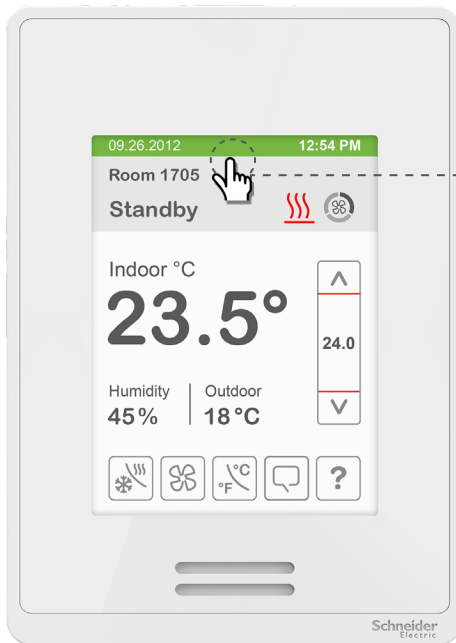 09.26.2012 12:54 PM
Room 1705
Standby
Indoor °C
23.5°
24.0
Humidity Outdoor
45% 18°C
°C
°F
?
Schneider
Electric